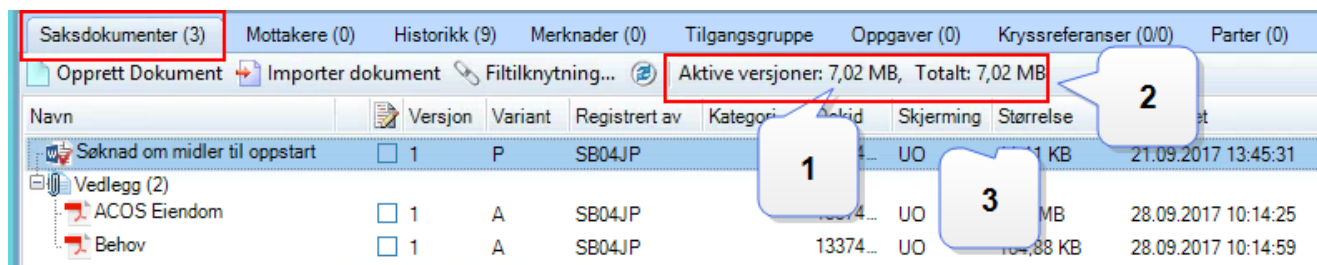 Saksdokumenter (3) Mottakere (0) Historikk (9) Merknader (0) Tilgangsgruppe Oppgaver (0) Kryssreferanser (0/0) Parter (0)
Opprett Dokument Importer dokument Filtilknytning... Aktive versjoner: 7,02 MB, Totalt: 7,02 MB
2
Navn Versjon Variant Registrert av Skjerming Størrelse
Søknad om midler til oppstart 1 P SB04JP UO KB 21.09.2017 13:45:31
1
3
Vedlegg (2)
ACOS Eiendom 1 A SB04JP UO MB 28.09.2017 10:14:25
Behov 1 A SB04JP 13374... UO KB 28.09.2017 10:14:59